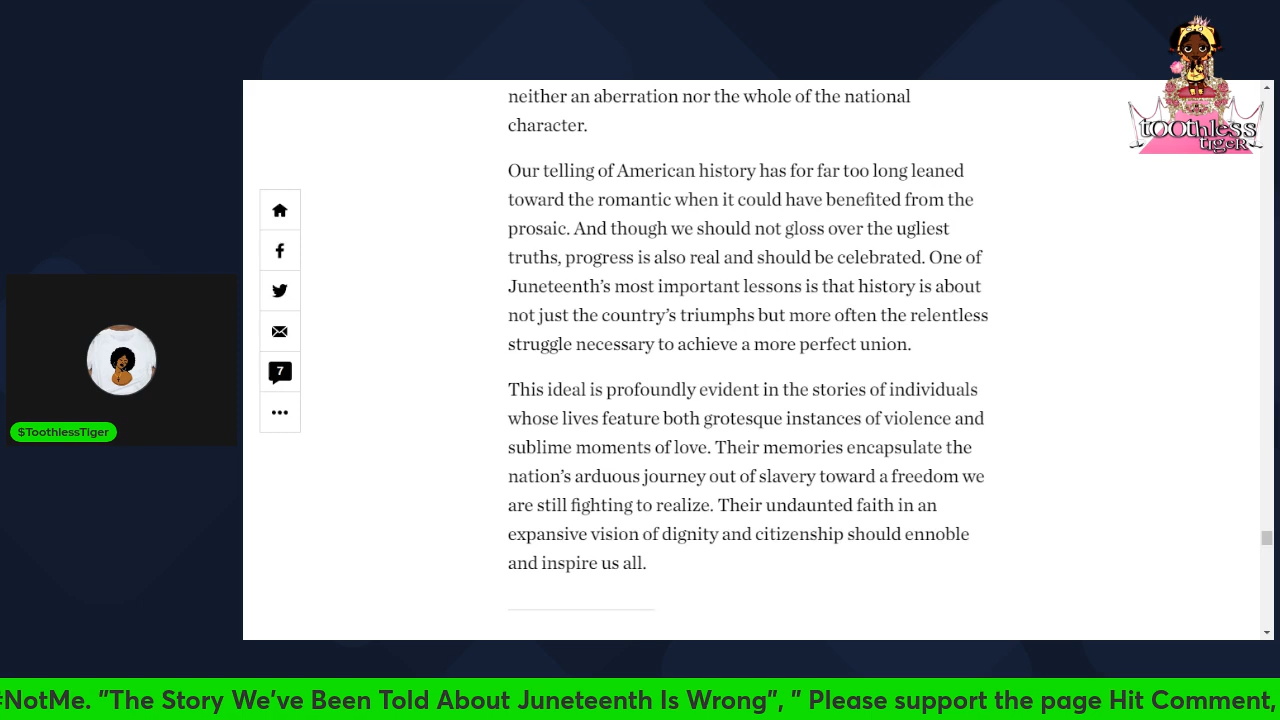 tOOthless
tigeR
neither an aberration nor the whole of the national
character.
Our telling of American history has for far too long leaned
toward the romantic when it could have benefited from the
prosaic. And though we should not gloss over the ugliest
truths, progress is also real and should be celebrated. One of
Juneteenth’s most important lessons is that history is about
not just the country’s triumphs but more often the relentless
struggle necessary to achieve a more perfect union.
7
This ideal is profoundly evident in the stories of individuals
whose lives feature both grotesque instances of violence and
sublime moments of love. Their memories encapsulate the
nation’s arduous journey out of slavery toward a freedom we
are still fighting to realize. Their undaunted faith in an
expansive vision of dignity and citizenship should ennoble
and inspire us all.
$ToothlessTiger
#NotMe. "The Story We've Been Told About Juneteenth Is Wrong", " Please support the page Hit Comment,